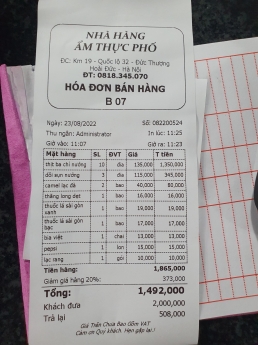 NHÀ HÀNG
ẨM THỰC PHỐ
ĐC: Km 19 - Quốc lộ 32 - Đức Thượng
Hoài Đức - Hà Nội
ĐT: 0818.345.070
HÓA ĐƠN BÁN HÀNG
B 07
Ngày: 23/08/2022 Số: 082200524
Thu ngân: Administrator In lúc: 11:25
Giờ vào: 11:07 Giờ ra: 11:23
Mặt hàng SL ĐVT Giá T tiền
thịt ba chỉ nướng 10 đĩa 135,000 1,350,000
dồi sụn nướng 3 đĩa 115,000 345,000
camel lạc đà 2 bao 40,000 80,000
thăng long dẹt 1 bao 16,000 16,000
thuốc lá sài gòn xanh 1 bao 19,000 19,000
thuốc lá sài gòn bạc 1 bao 17,000 17,000
bia việt 1 chai 13,000 13,000
pepsi 1 lon 15,000 15,000
lạc rang 1 gói 10,000 10,000
Tiền hàng: 1,865,000
Giảm giá hàng 20%: 373,000
Tổng: 1,492,000
Khách đưa 2,000,000
Trả lại 508,000
Giá Trên Chưa Bao Gồm VAT
Cảm ơn Quý khách. Hẹn gặp lại!